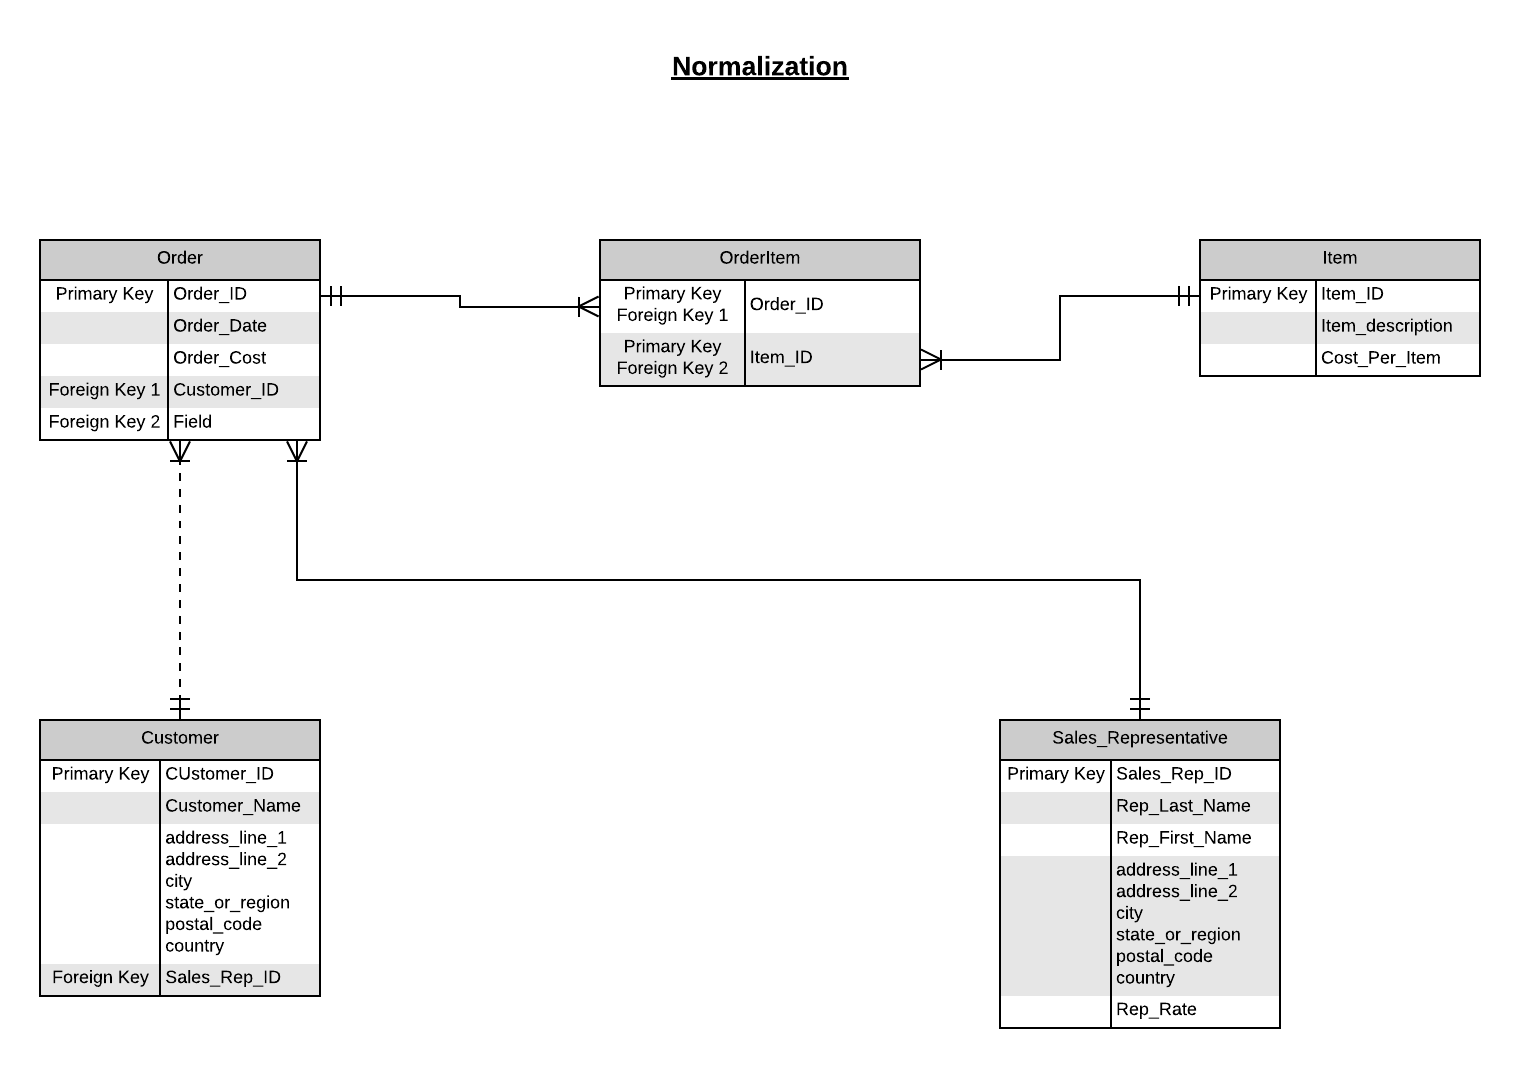 Normalization
Order
Primary Key Order_ID
Order_Date
Order_Cost
Foreign Key 1 Customer_ID
Foreign Key 2 Field
OrderItem
Primary Key
Foreign Key 1 Order_ID
Primary Key
Foreign Key 2 Item_ID
Item
Primary Key Item_ID
Item_description
Cost_Per_Item
Customer
Primary Key CUstomer_ID
Customer_Name
address_line_1
address_line_2
city
state_or_region
postal_code
country
Foreign Key Sales_Rep_ID
Sales_Representative
Primary Key Sales_Rep_ID
Rep_Last_Name
Rep_First_Name
address_line_1
address_line_2
city
state_or_region
postal_code
country
Rep_Rate